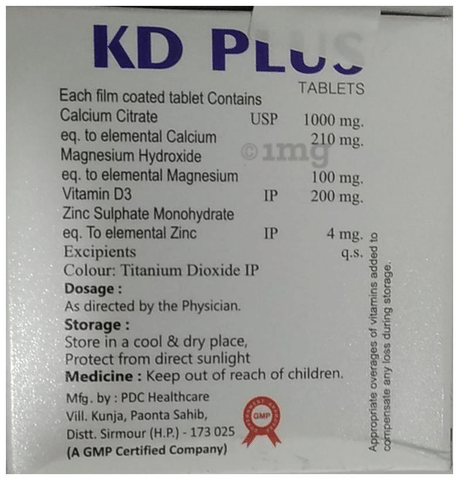 KD PLUS
TABLETS
Each film coated tablet Contains
Calcium Citrate USP 1000 mg.
eq. to elemental Calcium 210 mg.
Magnesium Hydroxide
©1mg
eq. to elemental Magnesium 100 mg.
Vitamin D3 IP 200 mg.
Zinc Sulphate Monohydrate
eq. To elemental Zinc IP 4 mg.
Excipients q.s.
Colour: Titanium Dioxide IP
Dosage :
As directed by the Physician.
Storage :
Store in a cool & dry place,
Protect from direct sunlight
Medicine : Keep out of reach of children.
Mfg. by : PDC Healthcare
Vill. Kunja, Paonta Sahib,
Distt. Sirmour (H.P.) - 173 025
(A GMP Certified Company)
GMP
Appropriate overages of vitamins added to
compensate any loss during storage.